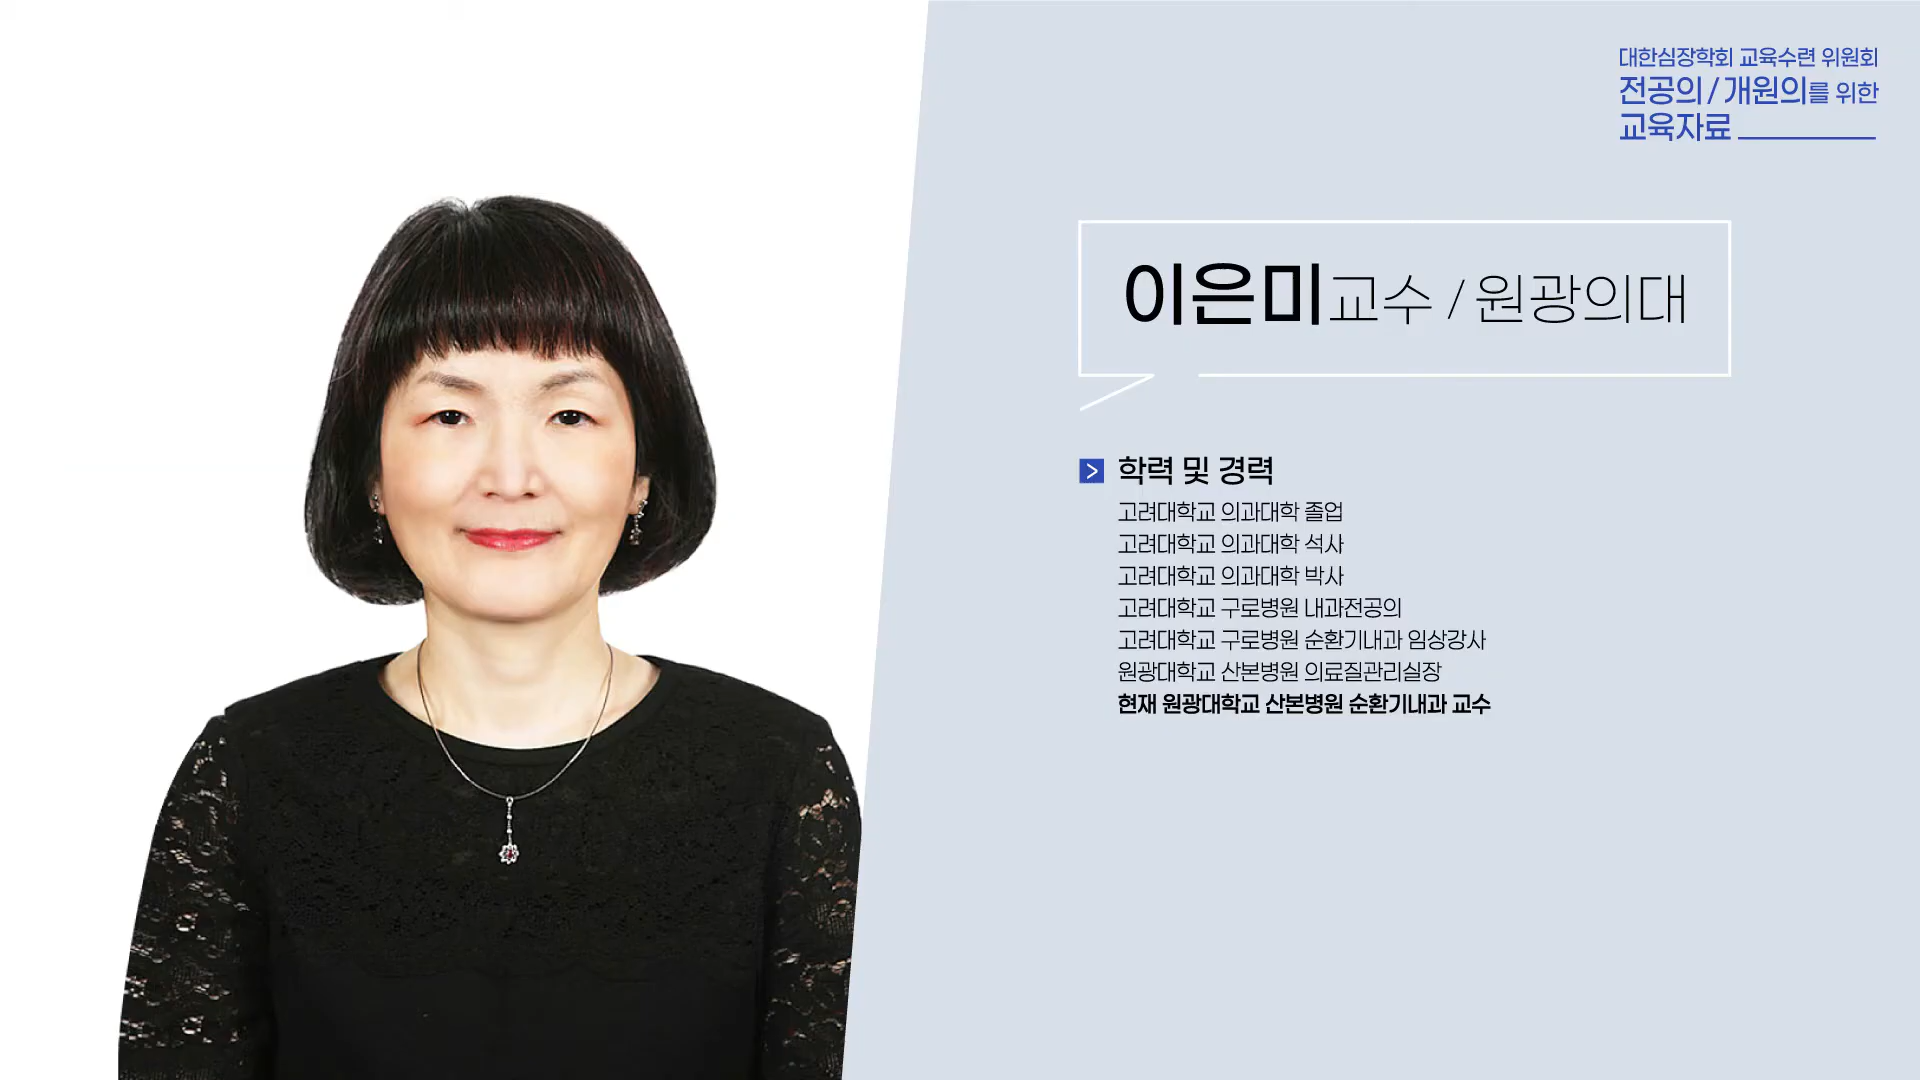 대한심장학회 교육수련 위원회
전공의 / 개원의를 위한
교육자료
이은미교수 / 원광의대
> 학력 및 경력
고려대학교 의과대학 졸업
고려대학교 의과대학 석사
고려대학교 의과대학 박사
고려대학교 구로병원 내과전공의
고려대학교 구로병원 순환기내과 임상강사
원광대학교 산본병원 의료질관리실장
현재 원광대학교 산본병원 순환기내과 교수